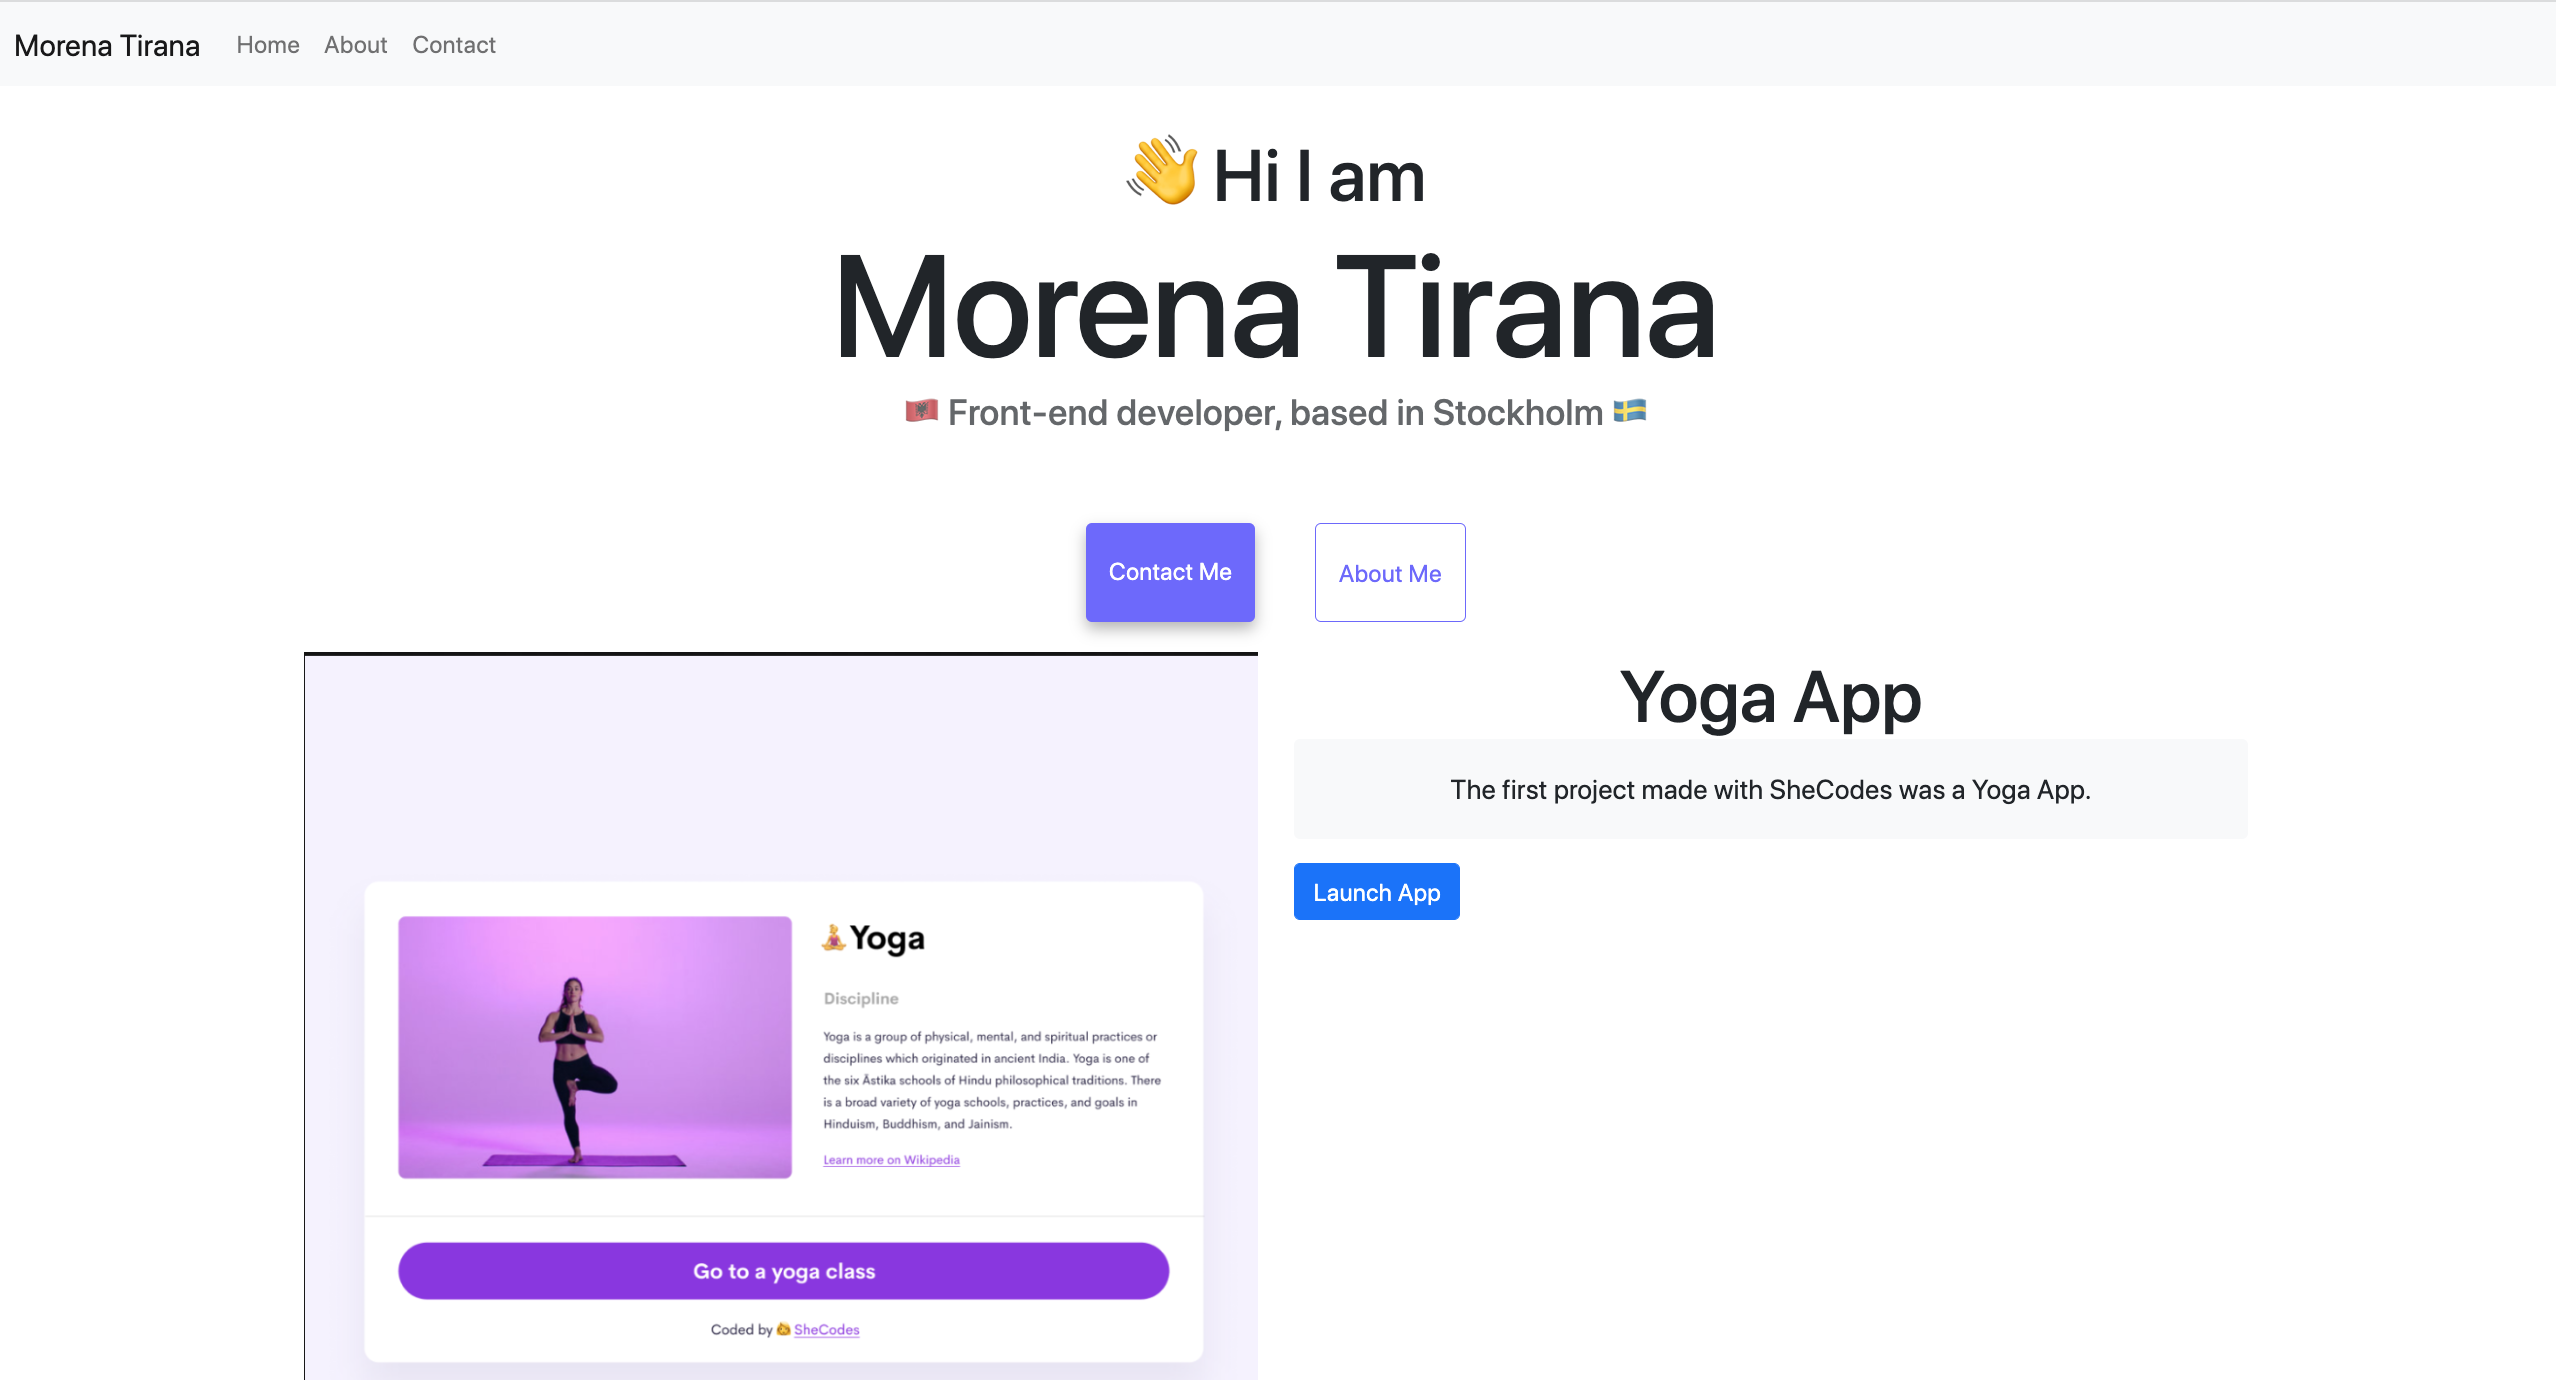 Morena Tirana Home About Contact
👋 Hi I am
Morena Tirana
🇦🇱 Front-end developer, based in Stockholm 🇸🇪
Contact Me
About Me
Yoga App
The first project made with SheCodes was a Yoga App.
Launch App
🧘Yoga
Discipline
Yoga is a group of physical, mental, and spiritual practices or
disciplines which originated in ancient India. Yoga is one of
the six Āstika schools of Hindu philosophical traditions. There
is a broad variety of yoga schools, practices, and goals in
Hinduism, Buddhism, and Jainism.
Learn more on Wikipedia
Go to a yoga class
Coded by SheCodes